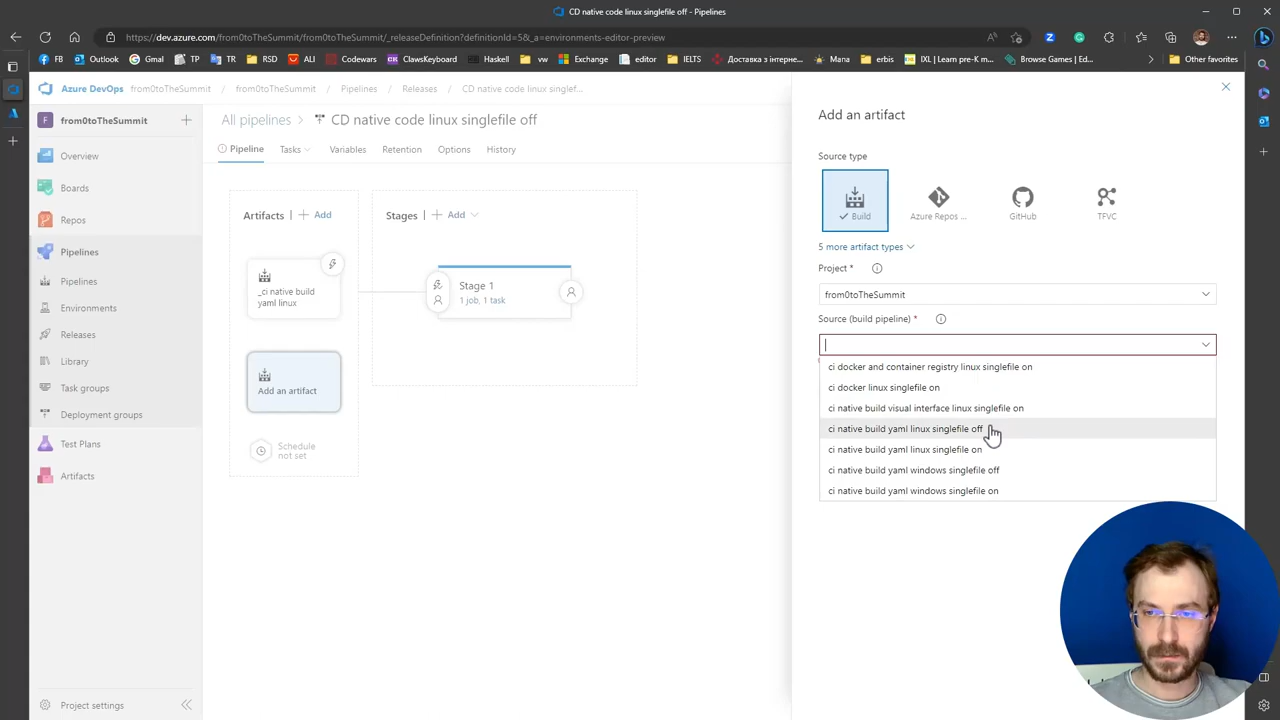 CD native code linux singlefile off - Pipelines
https://dev.azure.com/from0toTheSummit/from0toTheSummit/_releaseDefinition?definitionId=5&_a=environments-editor-preview
FB
Outlook
Gmal
TP
TR
RSD
ALI
Codewars
ClawsKeyboard
Haskell
Exchange
editor
IELTS
Доставка з інтерне...
Мапа
erbis
IXL | Learn pre-K m...
Browse Games | Ed...
Other favorites
Azure DevOps
from0toTheSummit / from0toTheSummit / Pipelines / Releases / CD native code linux singlef...
F
from0toTheSummit
Overview
Boards
Repos
Pipelines
Pipelines
Environments
Releases
Library
Task groups
Deployment groups
Test Plans
Artifacts
Project settings
All pipelines > CD native code linux singlefile off
Pipeline
Tasks
Variables
Retention
Options
History
Artifacts | + Add
_ci native build
yaml linux
Add an artifact
Schedule
not set
Stages | + Add
Stage 1
1 job, 1 task
Add an artifact
Source type
Build
Azure Repos ...
GitHub
TFVC
5 more artifact types
Project *
from0toTheSummit
Source (build pipeline) *
ci docker and container registry linux singlefile on
ci docker linux singlefile on
ci native build visual interface linux singlefile on
ci native build yaml linux singlefile off
ci native build yaml linux singlefile on
ci native build yaml windows singlefile off
ci native build yaml windows singlefile on